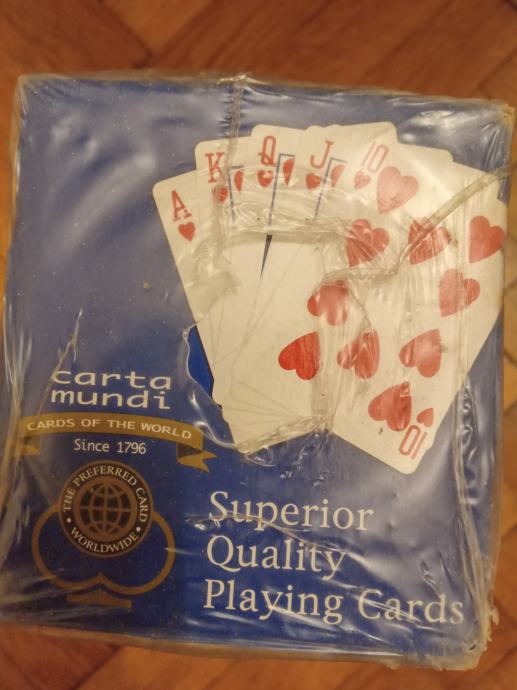 A
K
Q
J
10
10
carta
mundi
CARDS OF THE WORLD
Since 1796
THE PREFERRED CARD
WORLDWIDE
Superior
Quality
Playing Cards